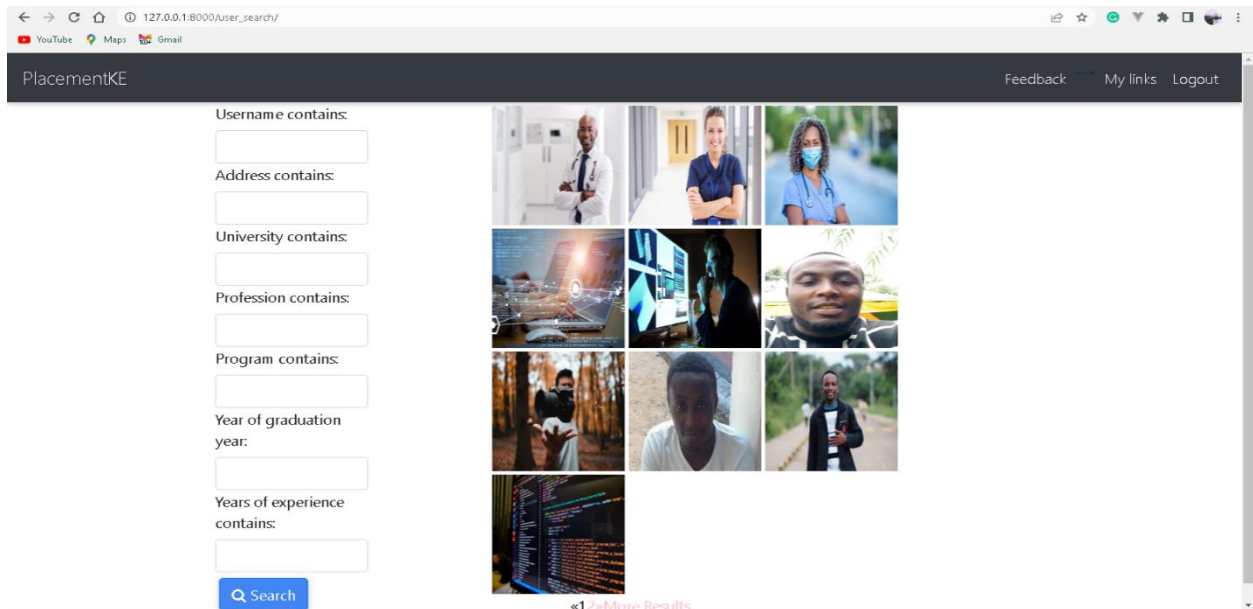 127.0.0.1:8000/user_search/
YouTube Maps Gmail
PlacementKE
Feedback --> My links Logout
Username contains:
Address contains:
University contains:
Profession contains:
Program contains:
Year of graduation
year:
Years of experience
contains:
Search
«12»More Results